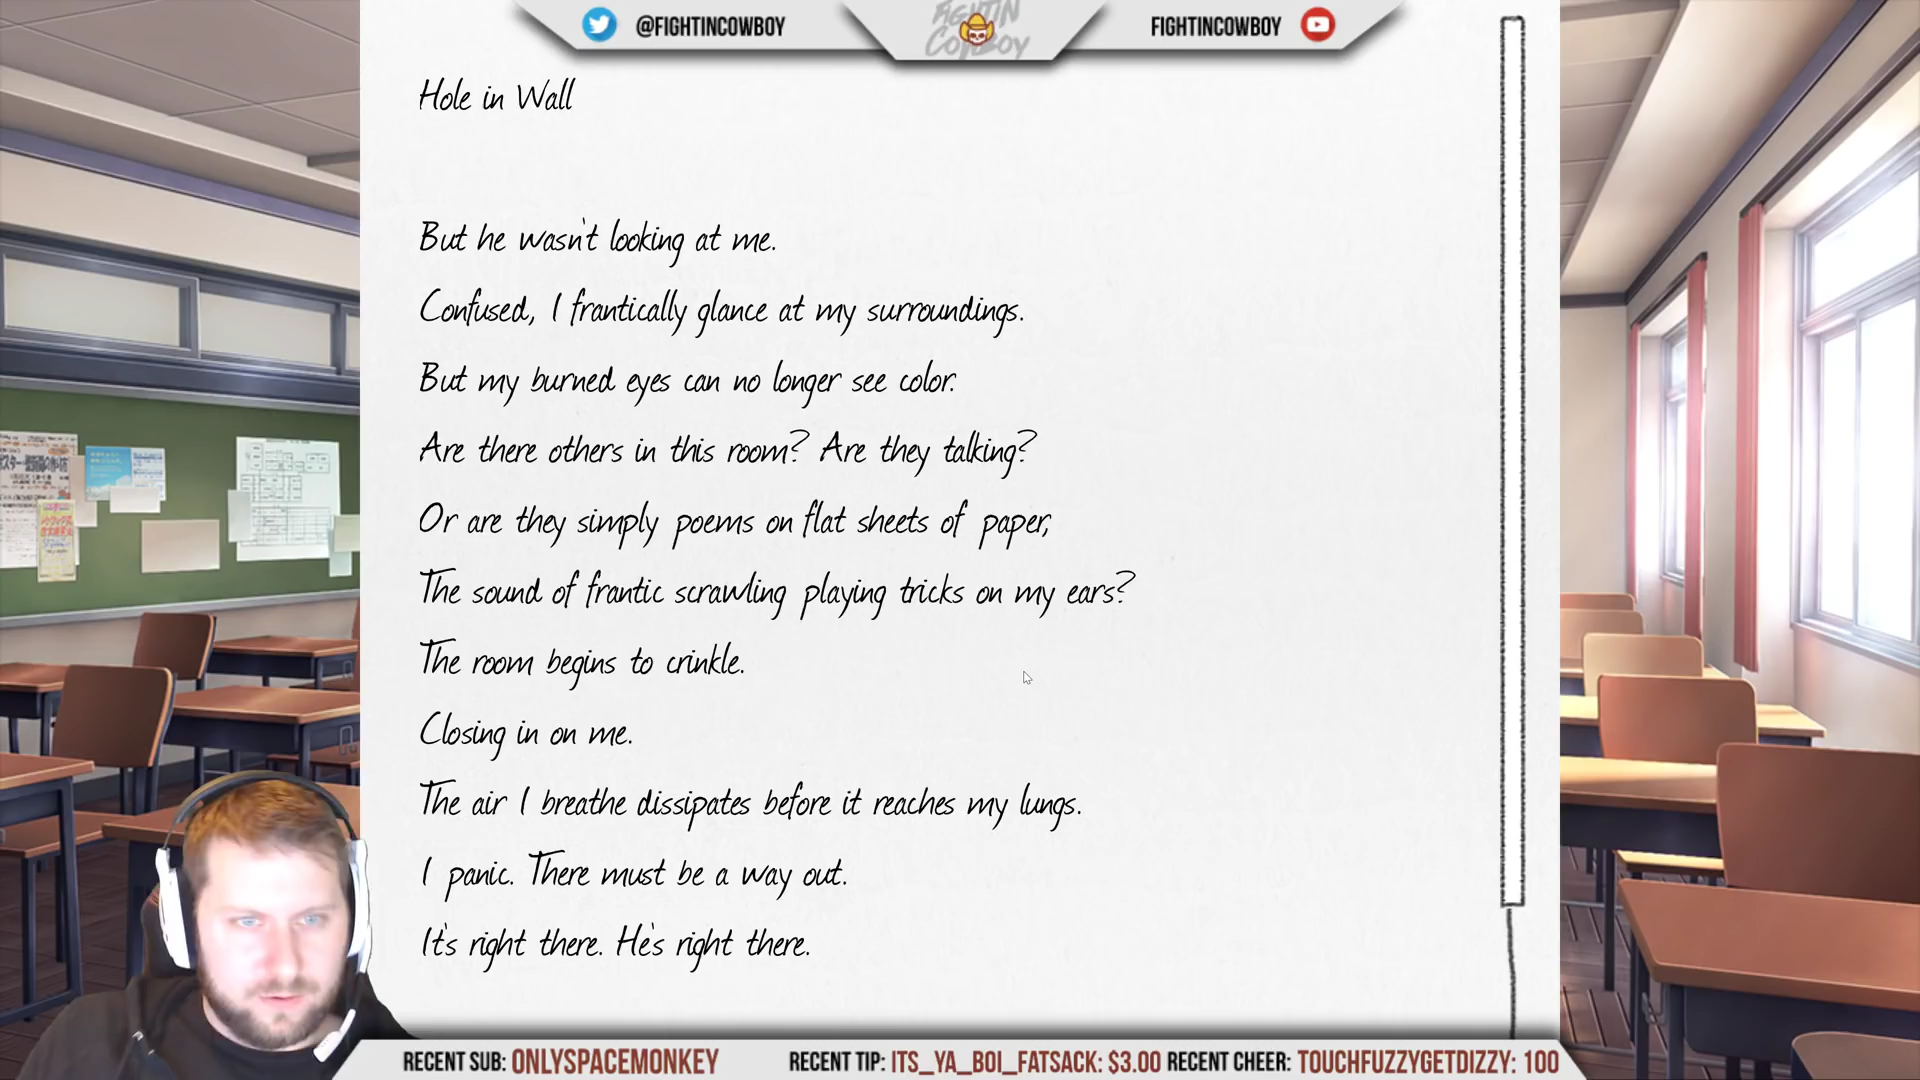 @FIGHTINCOWBOY
FIGHTIN COWBOY
FIGHTINCOWBOY
Hole in Wall
But he wasn't looking at me.
Confused, I frantically glance at my surroundings.
But my burned eyes can no longer see color.
Are there others in this room? Are they talking?
Or are they simply poems on flat sheets of paper,
The sound of frantic scrawling playing tricks on my ears?
The room begins to crinkle.
Closing in on me.
The air I breathe dissipates before it reaches my lungs.
I panic. There must be a way out.
It's right there. He's right there.
RECENT SUB: ONLYSPACEMONKEY RECENT TIP: ITS_YA_BOI_FATSACK: $3.00 RECENT CHEER: TOUCHFUZZYGETDIZZY: 100